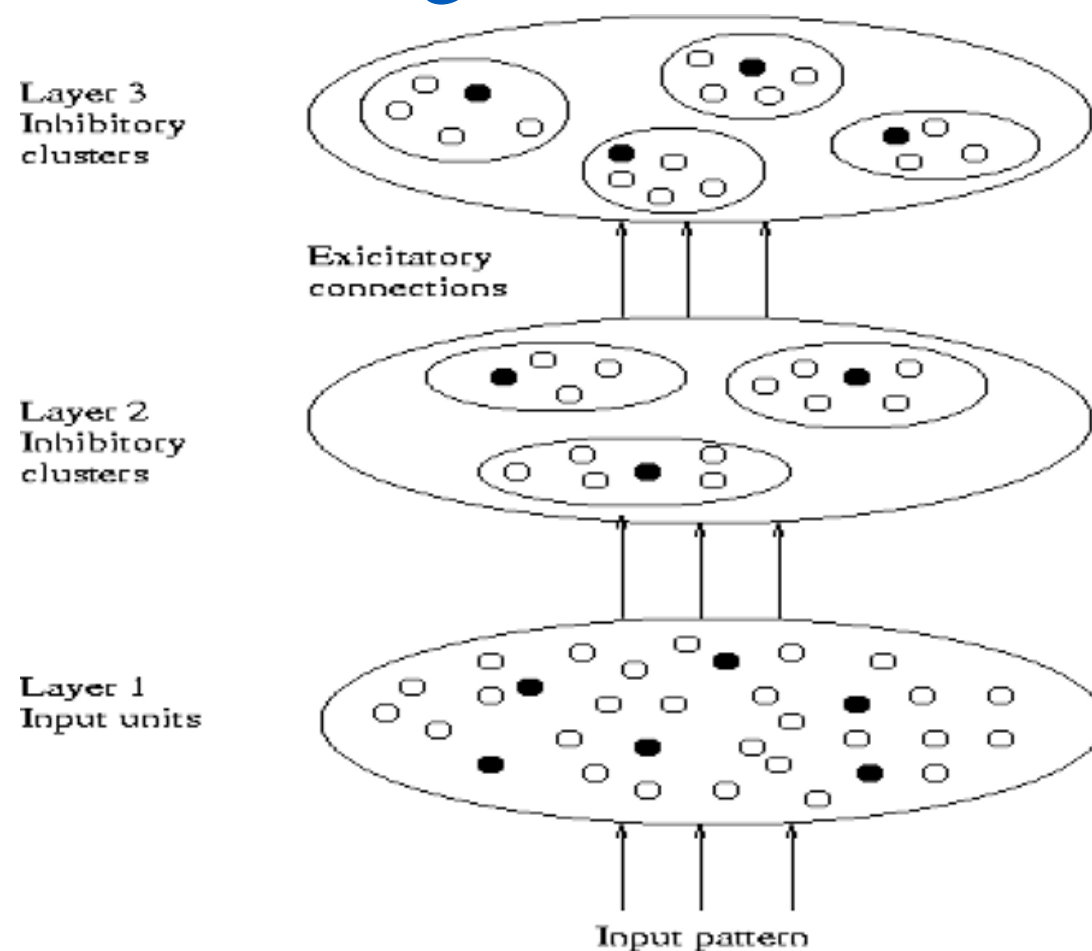 Layer 3
Inhibitory
clusters
Exicitatory
connections
Layer 2
Inhibitory
clusters
Layer 1
Input units
Input pattern